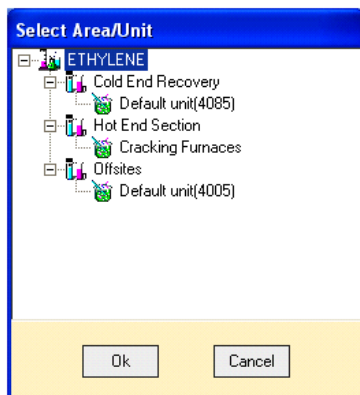 Select Area/Unit
ETHYLENE
Cold End Recovery
Default unit(4085)
Hot End Section
Cracking Furnaces
Offsites
Default unit(4005)
Ok Cancel